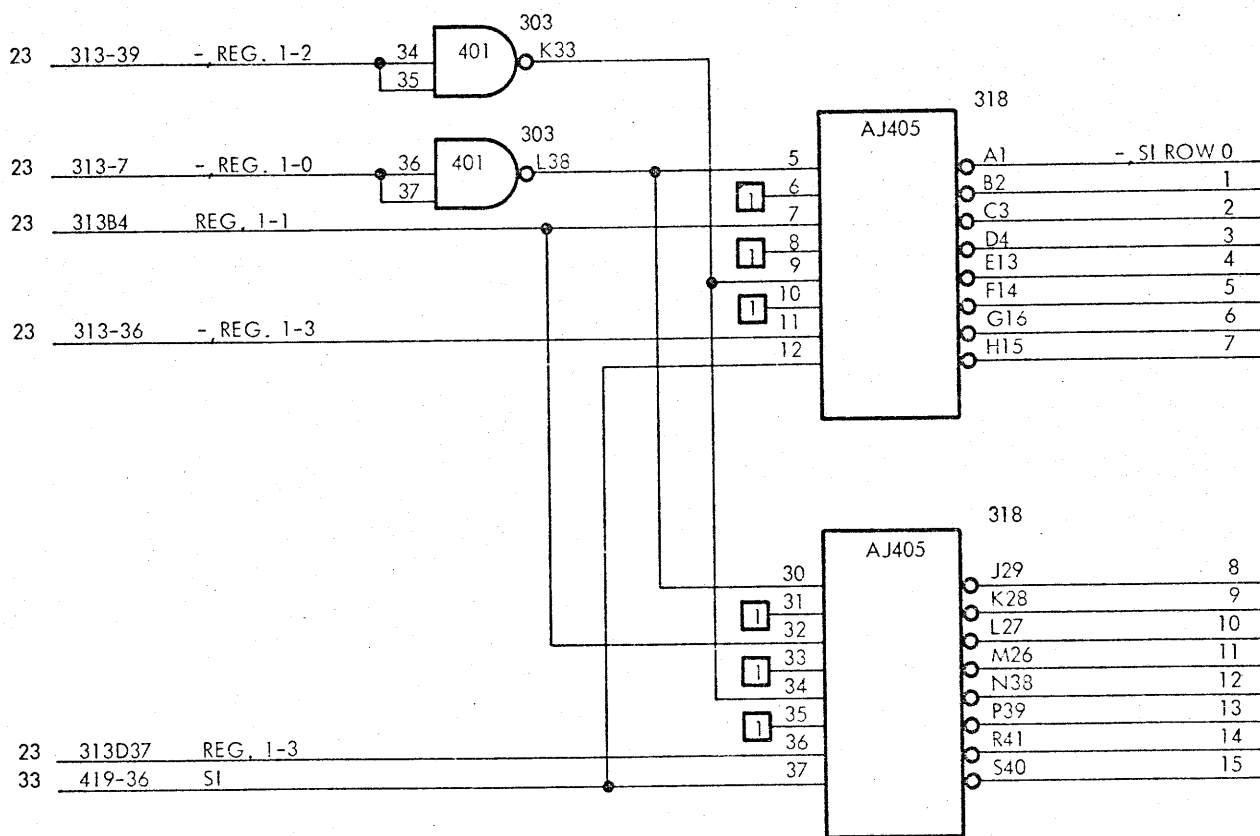 303
23 313-39 -, REG. 1-2 34 401 K33
35
318
303
AJ405
23 313-7 -, REG. 1-0 36 401 L38 5 A1 -, SI ROW 0
37 1 6 B2 1
23 313B4 REG. 1-1 7 C3 2
1 8 D4 3
9 E13 4
1 10 F14 5
23 313-36 -, REG. 1-3 11 G16 6
12 H15 7
318
AJ405
30 J29 8
1 31 K28 9
32 L27 10
1 33 M26 11
34 N38 12
1 35 P39 13
23 313D37 REG. 1-3 36 R41 14
33 419-36 SI 37 S40 15